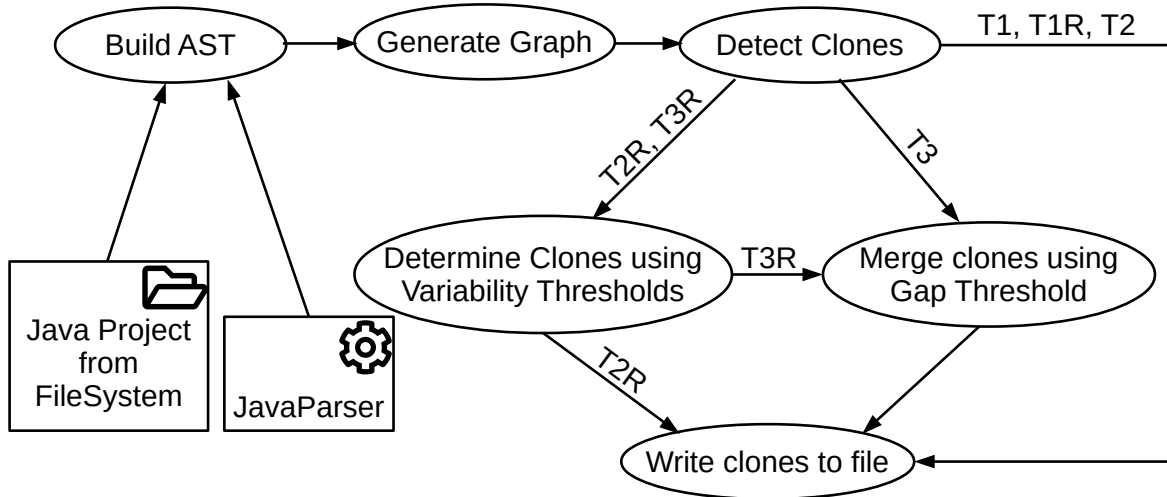 Build AST
Generate Graph
Detect Clones
T1, T1R, T2
T2R, T3R
T3
Determine Clones using
Variability Thresholds
T3R
Merge clones using
Gap Threshold
Java Project
from
FileSystem
JavaParser
T2R
Write clones to file